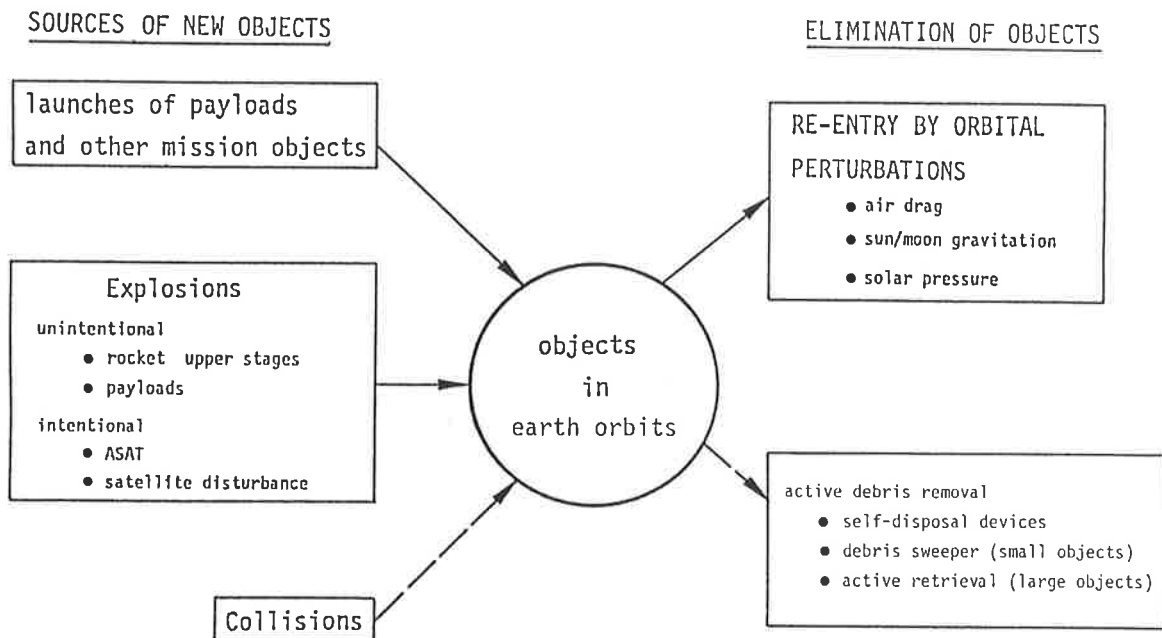 SOURCES OF NEW OBJECTS
launches of payloads
and other mission objects
Explosions
unintentional
● rocket upper stages
● payloads
intentional
● ASAT
● satellite disturbance
Collisions
objects
in
earth orbits
ELIMINATION OF OBJECTS
RE-ENTRY BY ORBITAL
PERTURBATIONS
● air drag
● sun/moon gravitation
● solar pressure
active debris removal
● self-disposal devices
● debris sweeper (small objects)
● active retrieval (large objects)